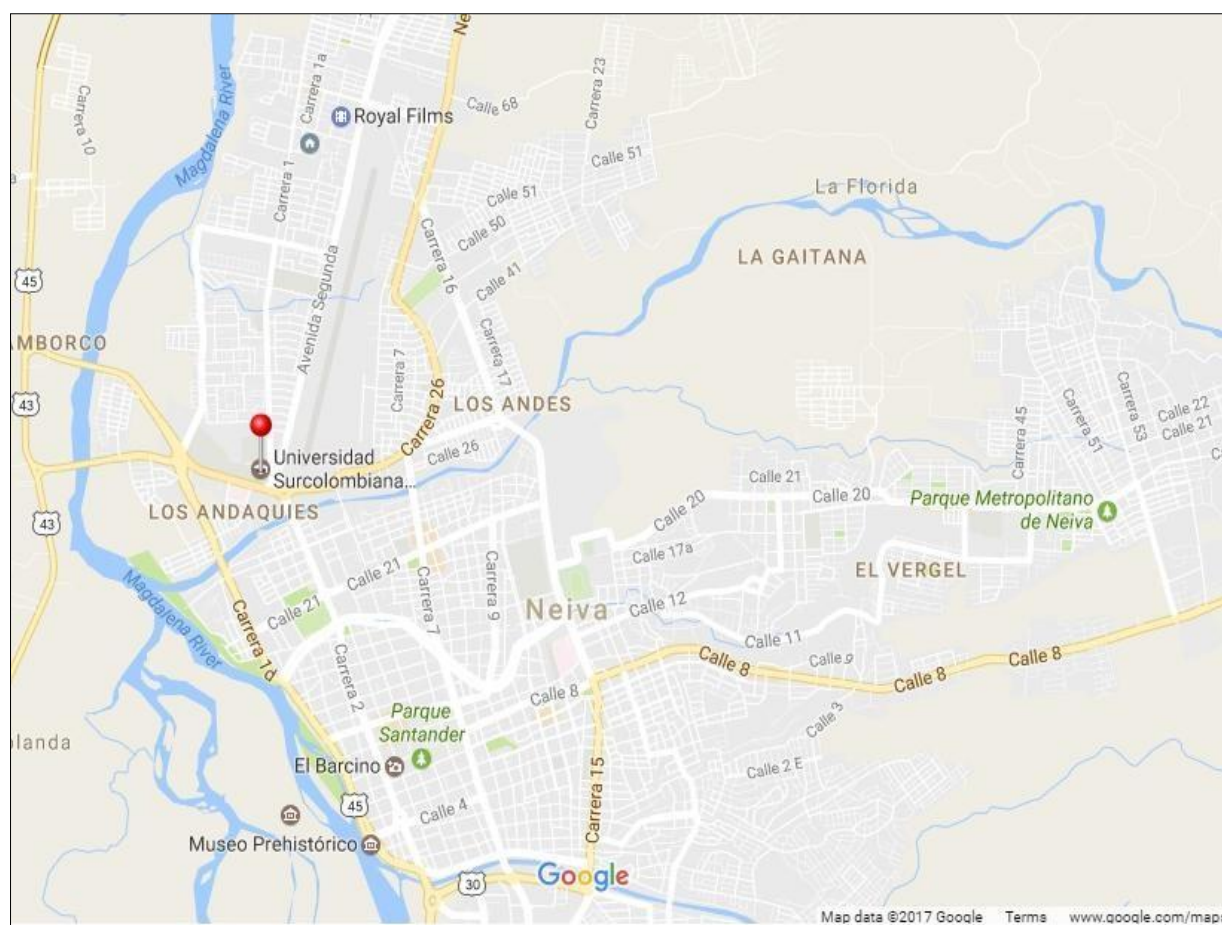 Ne
Carrera 1a
Carrera 23
Carrera 10
Royal Films
Calle 68
Magdalena River
Carrera 1
Calle 51
Calle 51
La Florida
Calle 50
Carrera 16
LA GAITANA
Avenida Segunda
Calle 41
45
AMBORCO
Carrera 7
Carrera 17
43
Carrera 26
LOS ANDES
Carrera 45
Carrera 51
Carrera 53
Calle 22
Calle 21
Universidad
Surcolombiana...
Calle 26
Calle 21
Calle 20
Calle 20
Parque Metropolitano
de Neiva
43
LOS ANDAQUIES
Calle 17a
Calle 21
EL VERGEL
Magdalena River
Calle 21
Carrera 7
Carrera 9
Neiva
Calle 12
Calle 11
Carrera 1d
Carrera 2
Calle 8
Calle 9
Calle 8
Calle 8
Calle 8
Parque
Santander
Calle 3
olanda
El Barcino
Calle 2 E
45
Calle 4
Carrera 15
Museo Prehistórico
30
Google
Map data ©2017 Google Terms www.google.com/maps